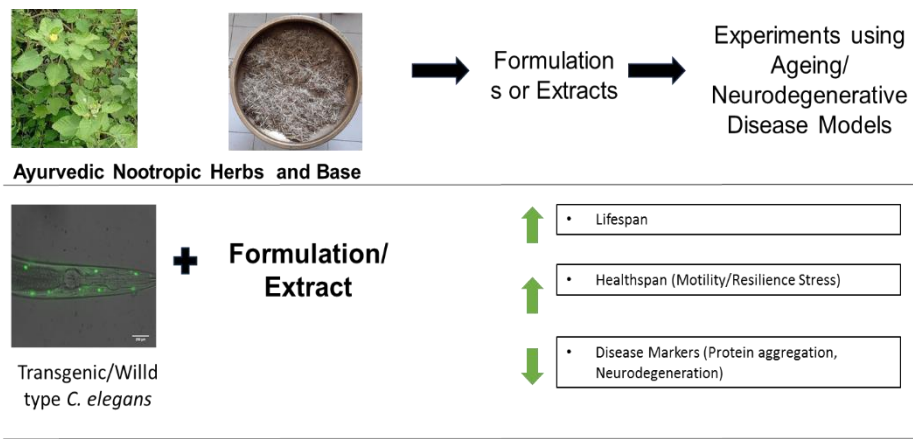 Formulation
s or Extracts
Experiments using
Ageing/
Neurodegenerative
Disease Models
Ayurvedic Nootropic Herbs and Base
Formulation/
Extract
Transgenic/Willd
type C. elegans
• Lifespan
• Healthspan (Motility/Resilience Stress)
• Disease Markers (Protein aggregation,
Neurodegeneration)